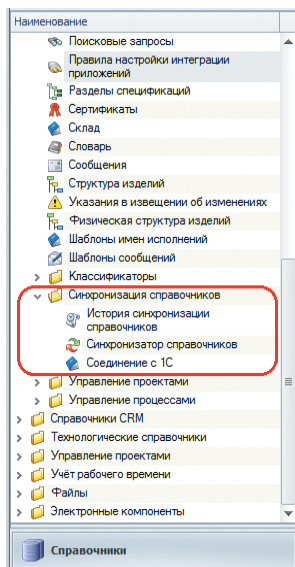 Наименование
Поисковые запросы
Правила настройки интеграции
приложений
Разделы спецификаций
Сертификаты
Склад
Словарь
Сообщения
Структура изделий
Указания в извещении об изменениях
Физическая структура изделий
Шаблоны имен исполнений
Шаблоны сообщений
Классификаторы
Синхронизация справочников
История синхронизации
справочников
Синхронизатор справочников
Соединение с 1С
Управление проектами
Управление процессами
Справочники CRM
Технологические справочники
Управление проектами
Учёт рабочего времени
Файлы
Электронные компоненты
Справочники